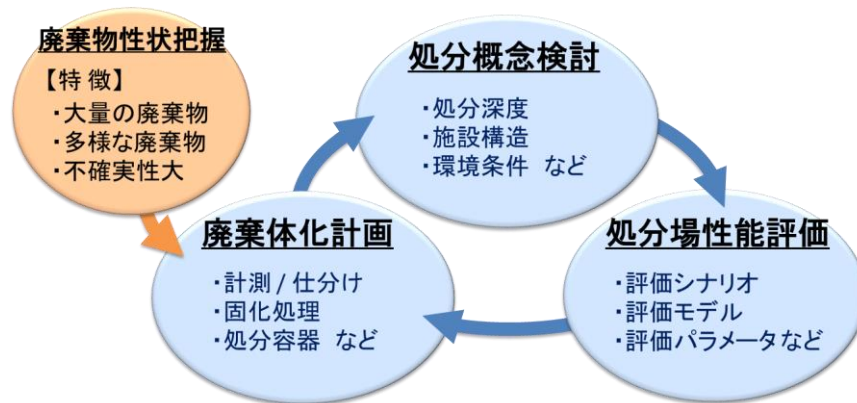 廃棄物性状把握
【特 徴】
・大量の廃棄物
・多様な廃棄物
・不確実性大
処分概念検討
・処分深度
・施設構造
・環境条件 など
廃棄体化計画
・計測 / 仕分け
・固化処理
・処分容器 など
処分場性能評価
・評価シナリオ
・評価モデル
・評価パラメータなど